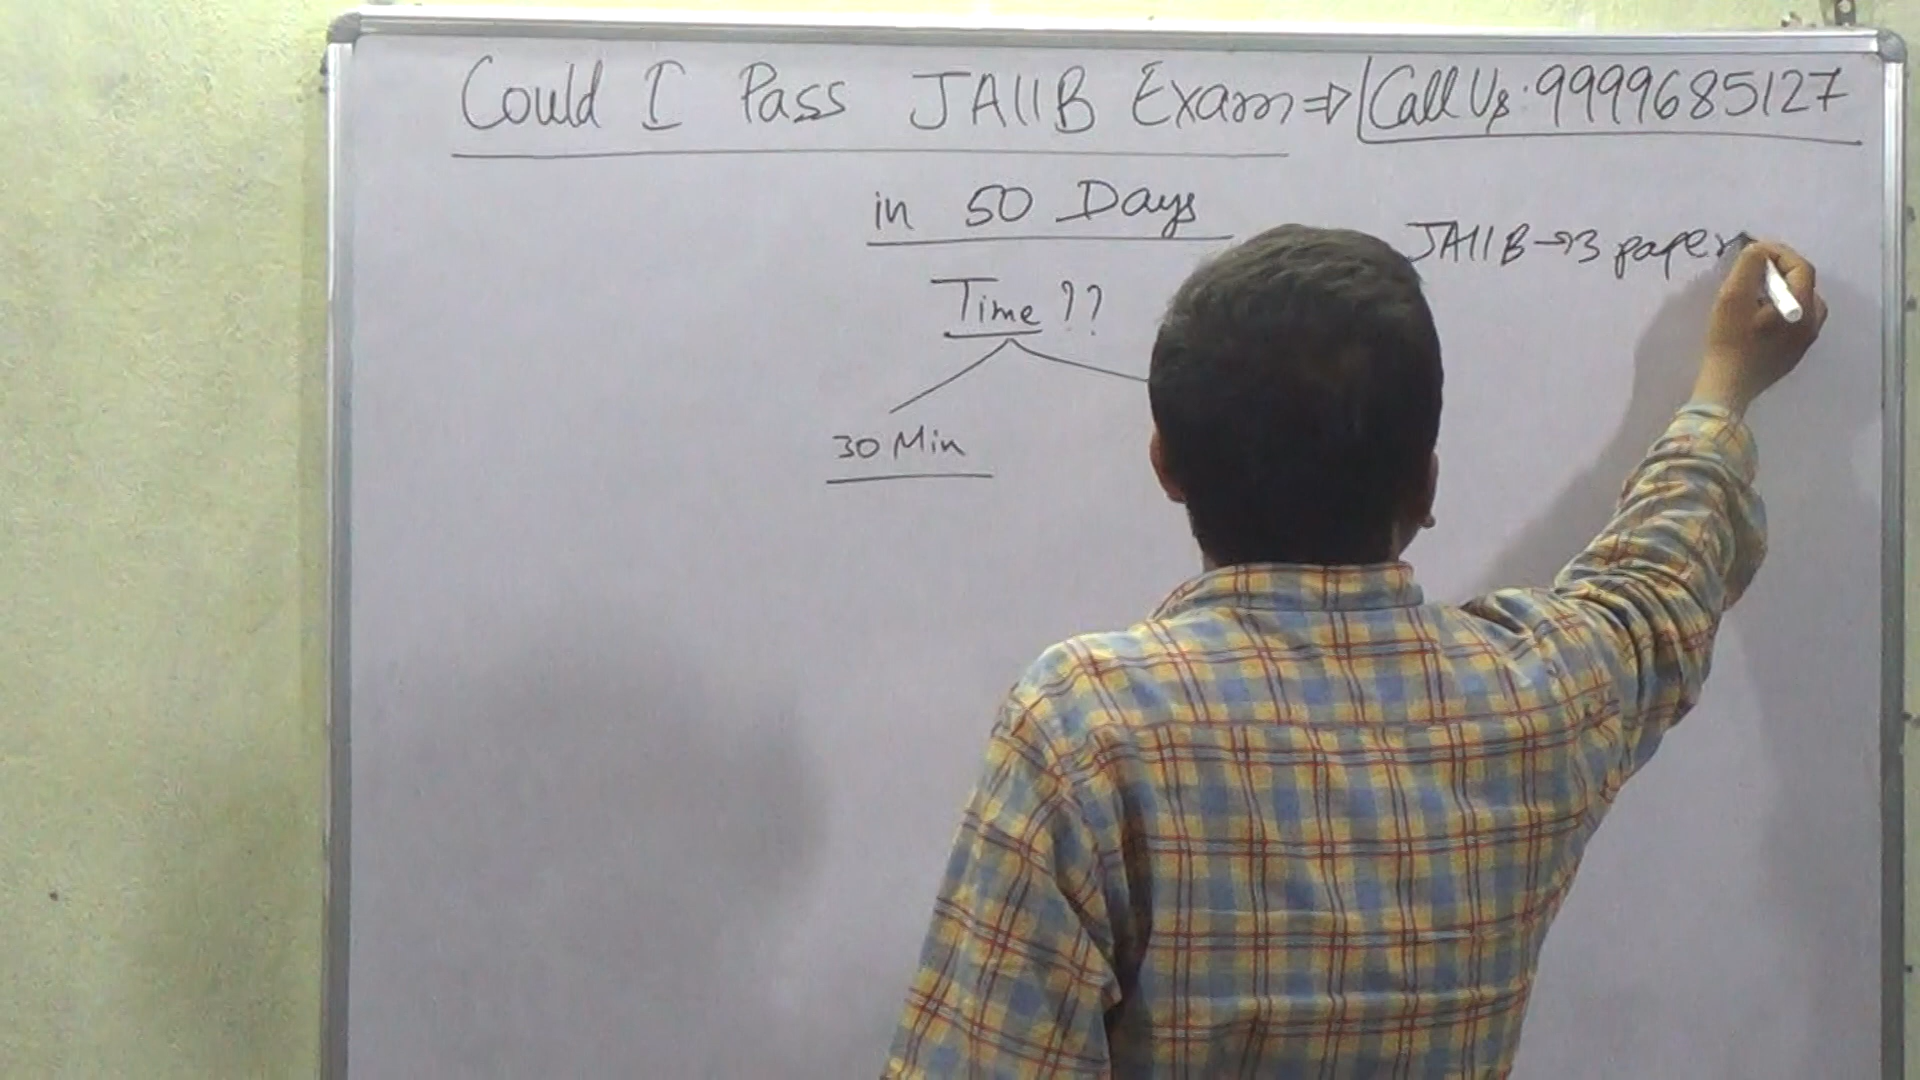 Could I Pass JAIIB Exam ⇒ Call Us: 9999685127
in 50 Days
JAIIB → 3 paper
Time ??
30 Min